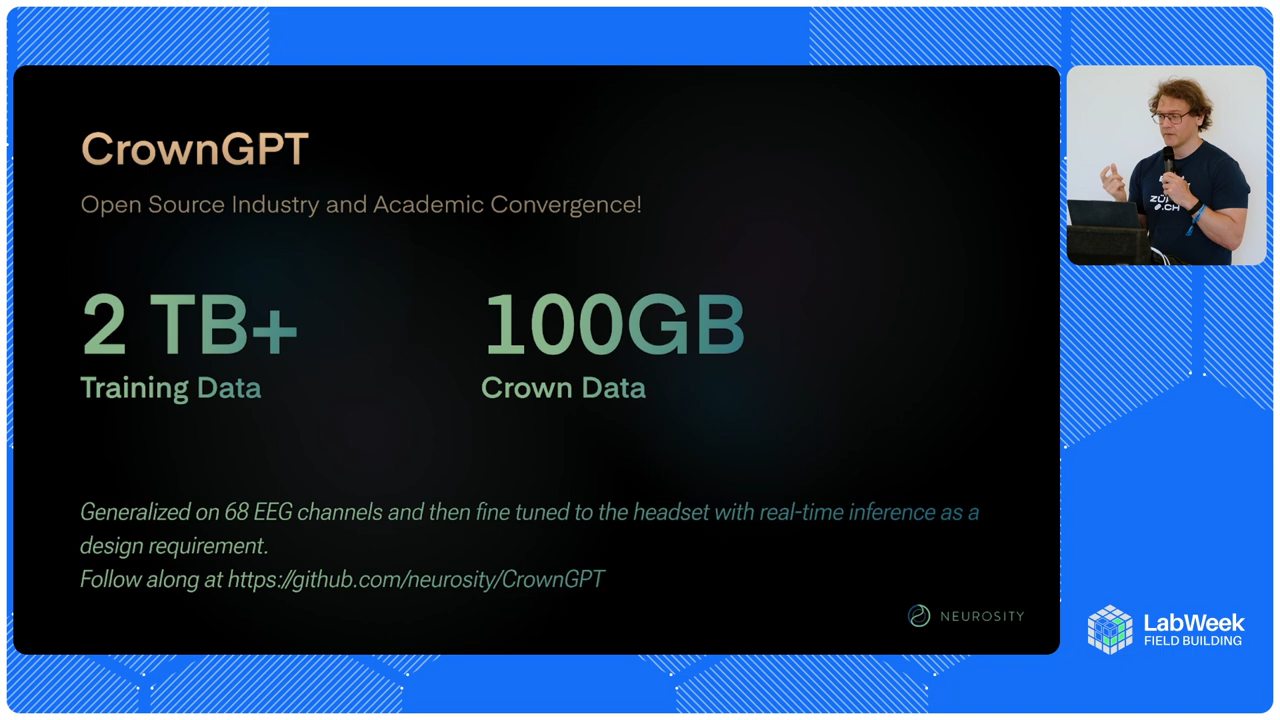 CrownGPT
Open Source Industry and Academic Convergence!
2 TB+
Training Data
100GB
Crown Data
Generalized on 68 EEG channels and then fine tuned to the headset with real-time inference as a
design requirement.
Follow along at https://github.com/neurosity/CrownGPT
NEUROSITY
.CH
LabWeek
FIELD BUILDING